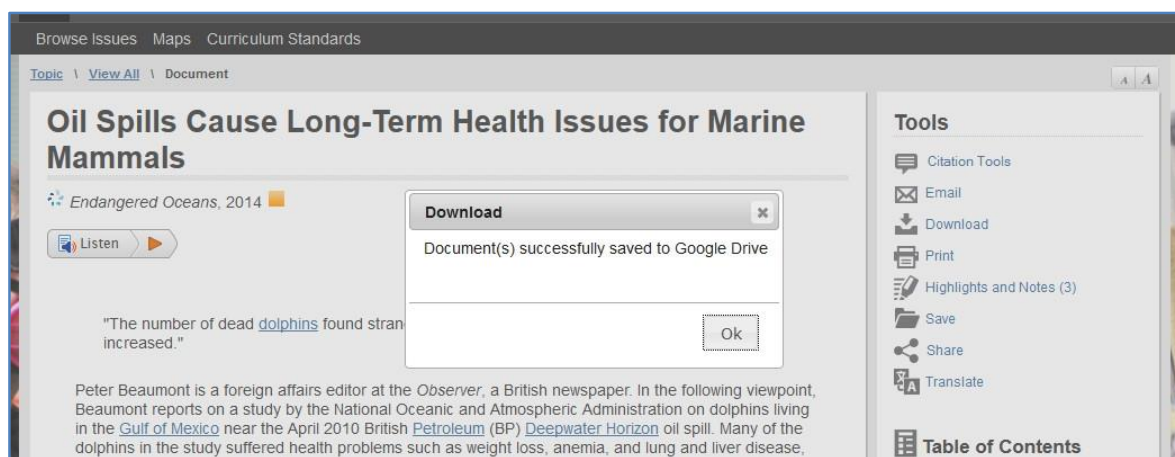 Browse Issues Maps Curriculum Standards
Topic \ View All \ Document
A A
Oil Spills Cause Long-Term Health Issues for Marine
Mammals
Endangered Oceans, 2014
Listen
"The number of dead dolphins found stran
increased."
Peter Beaumont is a foreign affairs editor at the Observer, a British newspaper. In the following viewpoint,
Beaumont reports on a study by the National Oceanic and Atmospheric Administration on dolphins living
in the Gulf of Mexico near the April 2010 British Petroleum (BP) Deepwater Horizon oil spill. Many of the
dolphins in the study suffered health problems such as weight loss, anemia, and lung and liver disease,
Download
Document(s) successfully saved to Google Drive
Ok
Tools
Citation Tools
Email
Download
Print
Highlights and Notes (3)
Save
Share
Translate
Table of Contents